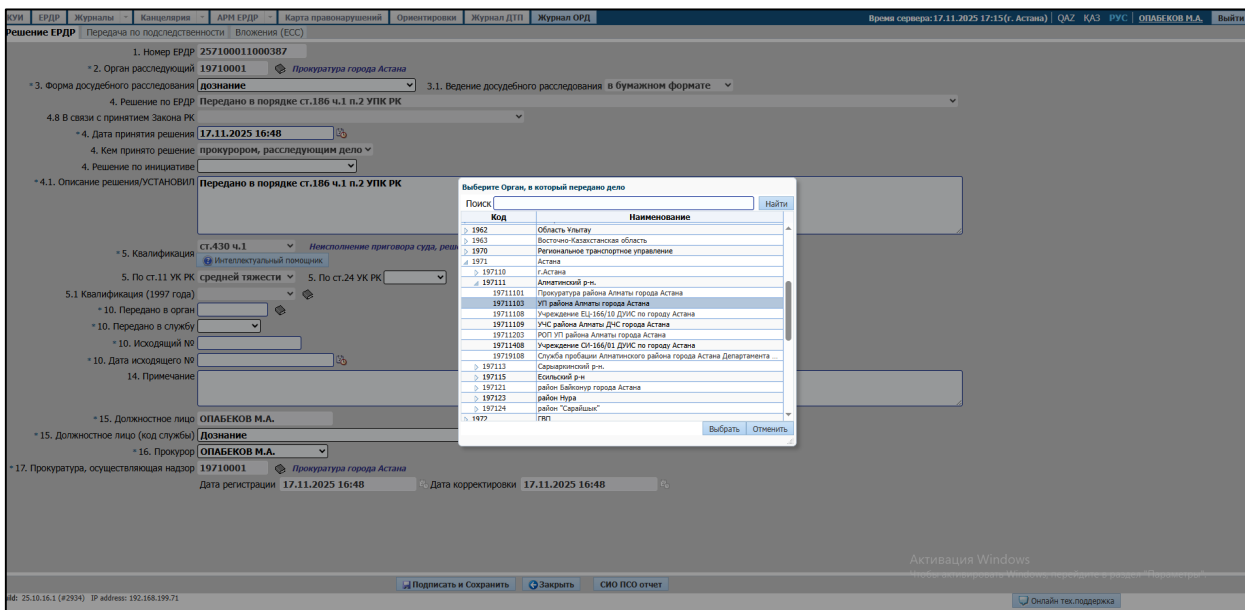 КУИ ЕРДР Журналы Канцелярия АРМ ЕРДР Карта правонарушений Ориентировки Журнал ДТП Журнал ОРД Время сервера:17.11.2025 17:15(г. Астана) QAZ ҚАЗ РУС ОПАБЕКОВ М.А. Выйти
Решение ЕРДР Передача по подследственности Вложения (ECC)
1. Номер ЕРДР 257100011000387
* 2. Орган расследующий 19710001 Прокуратура города Астана
* 3. Форма досудебного расследования дознание 3.1. Ведение досудебного расследования в бумажном формате
4. Решение по ЕРДР Передано в порядке ст.186 ч.1 п.2 УПК РК
4.8 В связи с принятием Закона РК
* 4. Дата принятия решения 17.11.2025 16:48
4. Кем принято решение прокурором, расследующим дело
4. Решение по инициативе
* 4.1. Описание решения/УСТАНОВИЛ Передано в порядке ст.186 ч.1 п.2 УПК РК
* 5. Квалификация ст.430 ч.1 Неисполнение приговора суда,
Интеллектуальный помощник
5. По ст.11 УК РК средней тяжести 5. По ст.24 УК РК
5.1 Квалификация (1997 года)
* 10. Передано в орган
* 10. Передано в службу
* 10. Исходящий №
* 10. Дата исходящего №
14. Примечание
* 15. Должностное лицо ОПАБЕКОВ М.А.
* 15. Должностное лицо (код службы) Дознание
* 16. Прокурор ОПАБЕКОВ М.А.
* 17. Прокуратура, осуществляющая надзор 19710001 Прокуратура города Астана
Дата регистрации 17.11.2025 16:48 Дата корректировки 17.11.2025 16:48
Выберите Орган, в который передано дело
Поиск Найти
Код Наименование
1962 Область Ұлытау
1963 Восточно-Казахстанская область
1970 Региональное транспортное управление
1971 Астана
197110 г.Астана
197111 Алматинский р-н.
19711101 Прокуратура района Алматы города Астана
19711103 УП района Алматы города Астана
19711108 Учреждение ЕЦ-166/10 ДУИС по городу Астана
19711109 УЧС района Алматы ДЧС города Астана
19711203 РОП УП района Алматы города Астана
19711408 Учреждение СИ-166/01 ДУИС по городу Астана
19719108 Служба пробации Алматинского района города Астана Департамента ...
197113 Сарыаркинский р-н.
197115 Есильский р-н
197121 район Байконур города Астана
197123 район Нура
197124 район "Сарайшык"
1972 ГВП
Выбрать Отменить
Активация Windows
Подписать и Сохранить Закрыть СИО ПСО отчет
25.10.16.1 (#2934) IP address: 192.168.199.71
Онлайн тех.поддержка